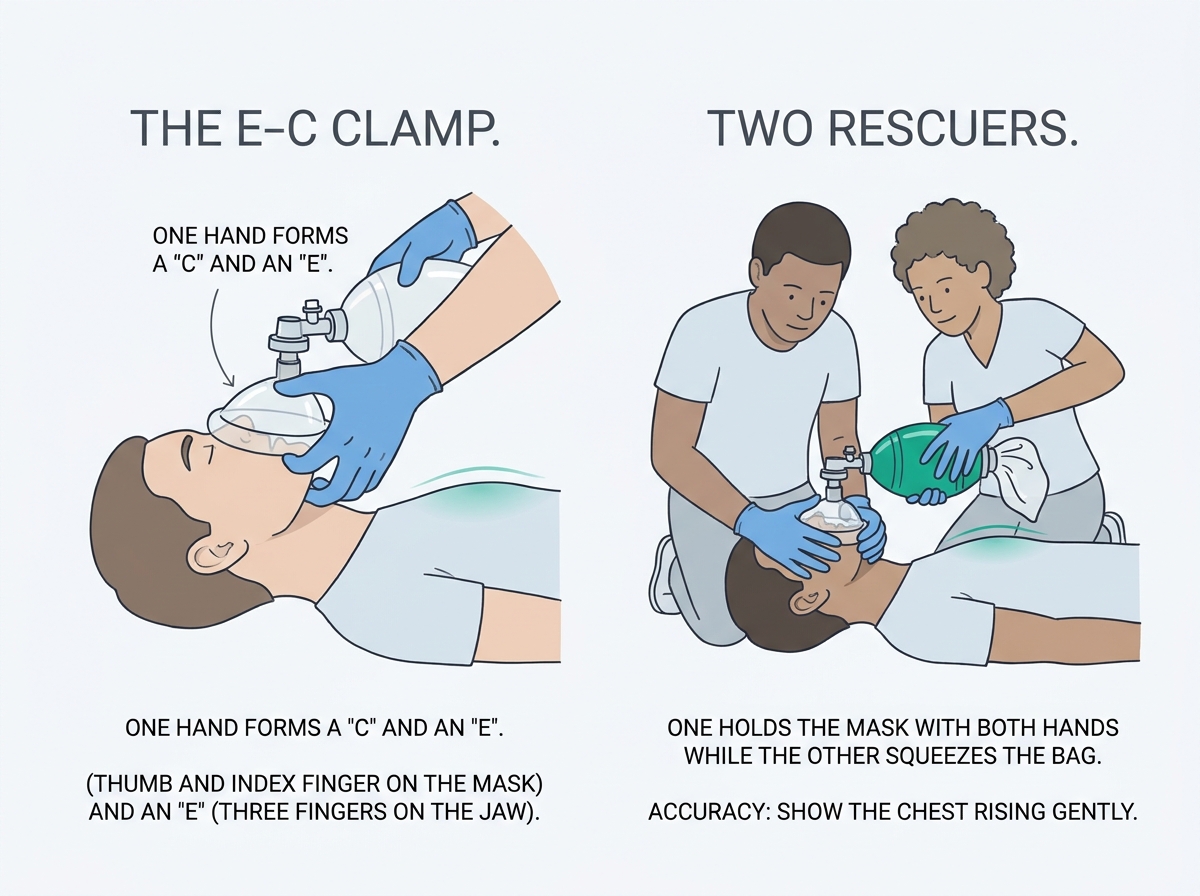 THE E-C CLAMP.
ONE HAND FORMS
A "C" AND AN "E".
ONE HAND FORMS A "C" AND AN "E".
(THUMB AND INDEX FINGER ON THE MASK)
AND AN "E" (THREE FINGERS ON THE JAW).
TWO RESCUERS.
ONE HOLDS THE MASK WITH BOTH HANDS
WHILE THE OTHER SQUEEZES THE BAG.
ACCURACY: SHOW THE CHEST RISING GENTLY.